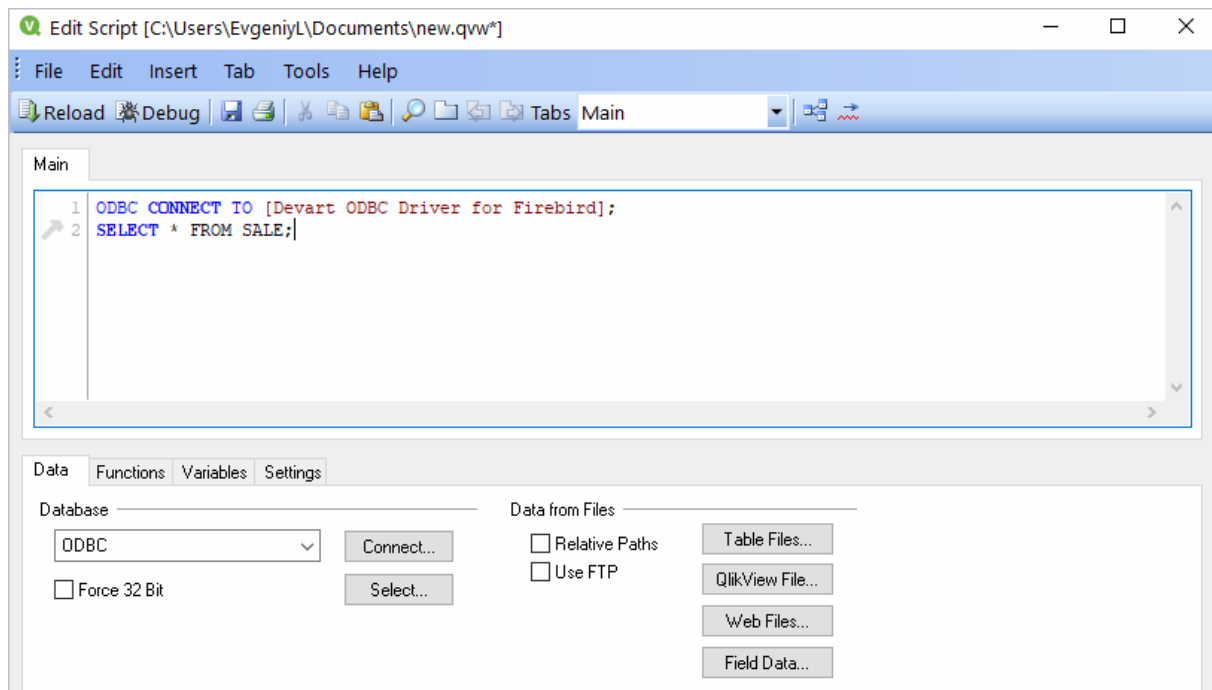 Edit Script [C:\Users\EvgeniyL\Documents\new.qvw*]
File Edit Insert Tab Tools Help
Reload Debug Tabs Main
Main
1 ODBC CONNECT TO [Devart ODBC Driver for Firebird];
2 SELECT * FROM SALE;
Data Functions Variables Settings
Database Data from Files
ODBC Connect... Relative Paths Table Files...
Force 32 Bit Select... Use FTP QlikView File...
Web Files...
Field Data...